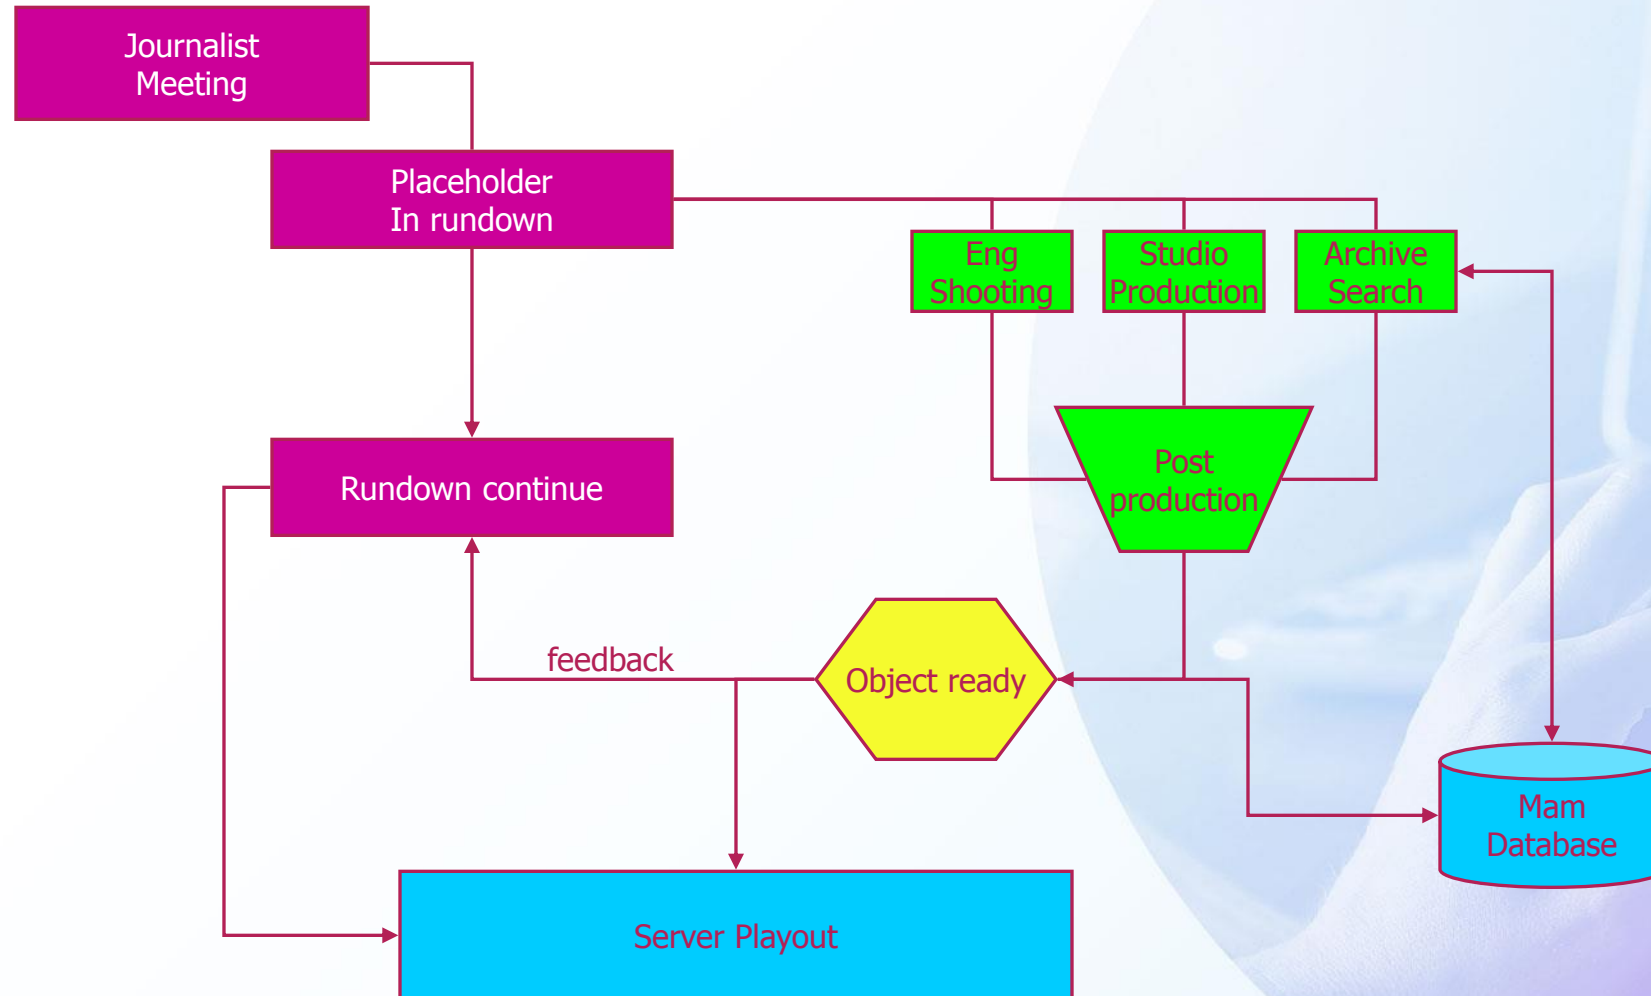 Journalist
Meeting
Placeholder
In rundown
Eng
Shooting
Studio
Production
Archive
Search
Post
production
Rundown continue
feedback
Object ready
Mam
Database
Server Playout